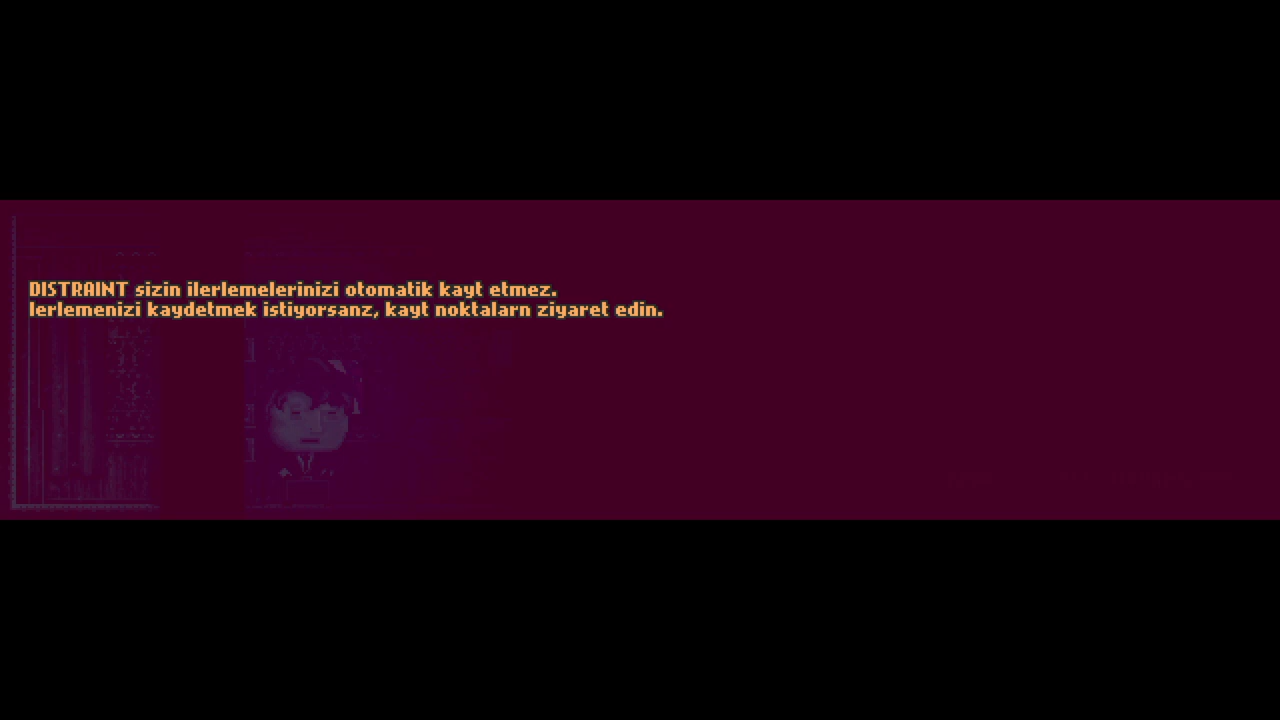 DISTRAINT sizin ilerlemelerinizi otomatik kayt etmez.
lerlemenizi kaydetmek istiyorsanz, kayt noktalarn ziyaret edin.